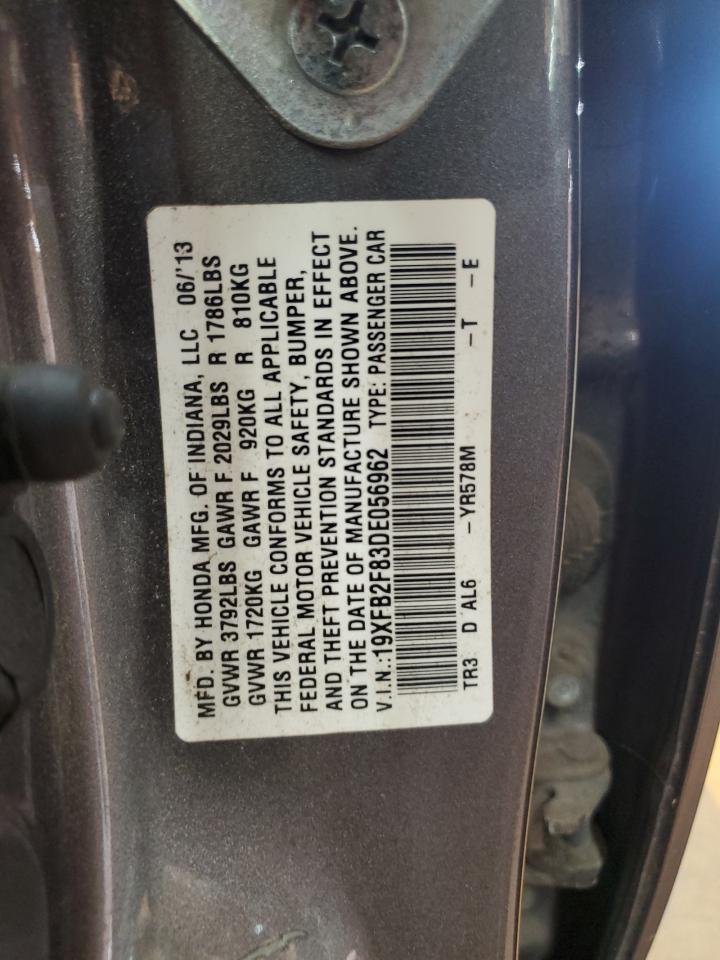 MFD. BY HONDA MFG. OF INDIANA, LLC 06/'13
GVWR 3792LBS GAWR F 2029LBS R 1786LBS
GVWR 1720KG GAWR F 920KG R 810KG
THIS VEHICLE CONFORMS TO ALL APPLICABLE
FEDERAL MOTOR VEHICLE SAFETY, BUMPER,
AND THEFT PREVENTION STANDARDS IN EFFECT
ON THE DATE OF MANUFACTURE SHOWN ABOVE.
V.I.N.:19XFB2F83DE056962 TYPE: PASSENGER CAR
TR3 D AL6 -YR578M -T -E